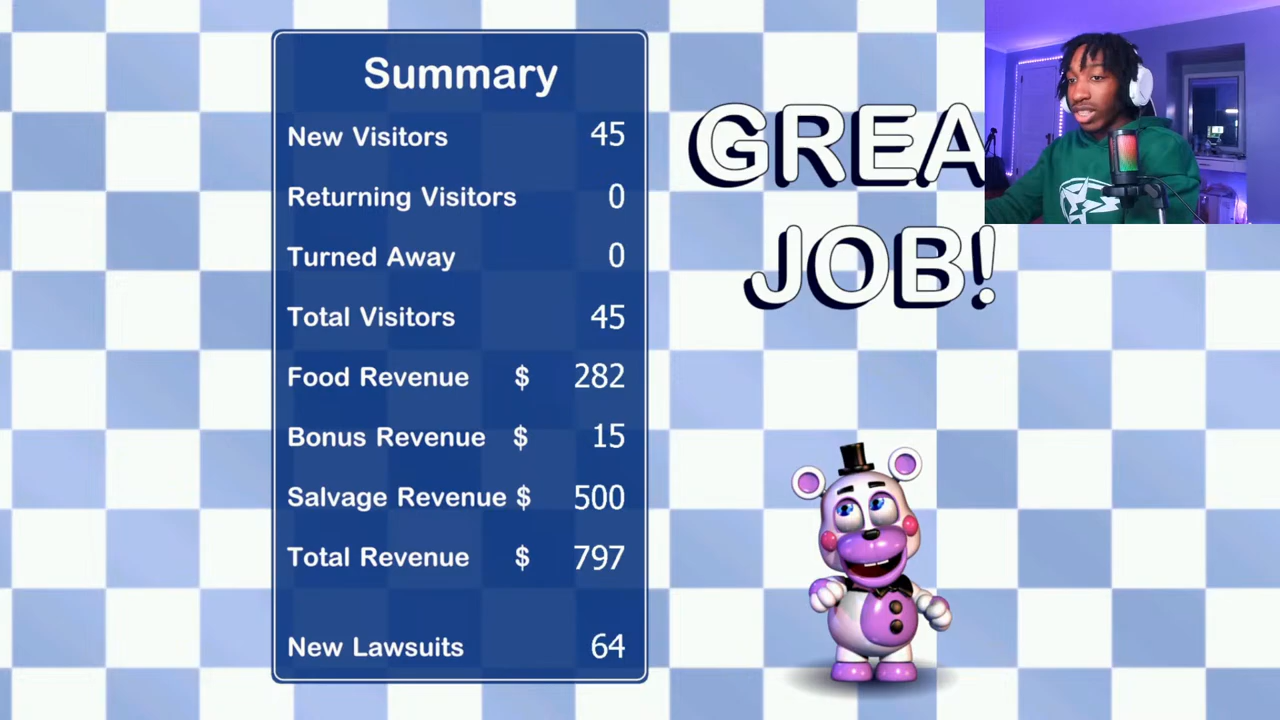 Summary
New Visitors 45
Returning Visitors 0
Turned Away 0
Total Visitors 45
Food Revenue $ 282
Bonus Revenue $ 15
Salvage Revenue $ 500
Total Revenue $ 797
New Lawsuits 64
GREA
JOB!